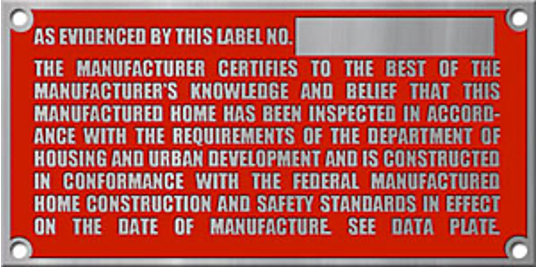 AS EVIDENCED BY THIS LABEL NO.
THE MANUFACTURER CERTIFIES TO THE BEST OF THE
MANUFACTURER'S KNOWLEDGE AND BELIEF THAT THIS
MANUFACTURED HOME HAS BEEN INSPECTED IN ACCORD-
ANCE WITH THE REQUIREMENTS OF THE DEPARTMENT OF
HOUSING AND URBAN DEVELOPMENT AND IS CONSTRUCTED
IN CONFORMANCE WITH THE FEDERAL MANUFACTURED
HOME CONSTRUCTION AND SAFETY STANDARDS IN EFFECT
ON THE DATE OF MANUFACTURE. SEE DATA PLATE.